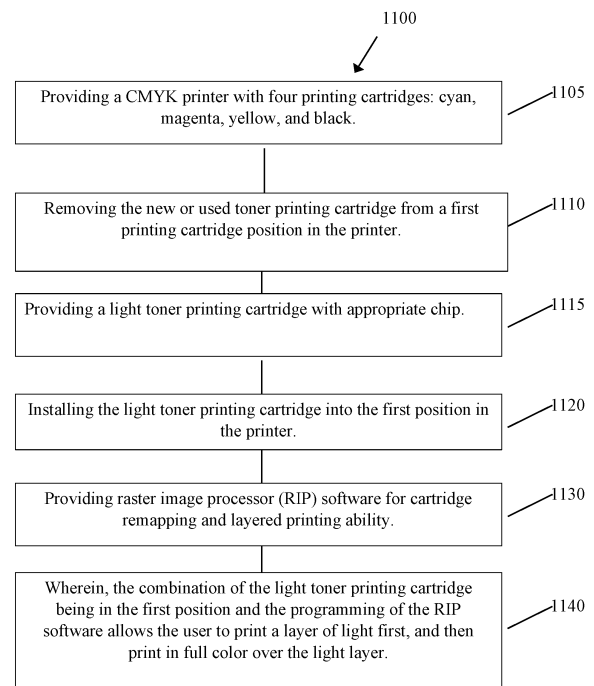 1100
Providing a CMYK printer with four printing cartridges: cyan,
magenta, yellow, and black.
1105
Removing the new or used toner printing cartridge from a first
printing cartridge position in the printer.
1110
Providing a light toner printing cartridge with appropriate chip.
1115
Installing the light toner printing cartridge into the first position in
the printer.
1120
Providing raster image processor (RIP) software for cartridge
remapping and layered printing ability.
1130
Wherein, the combination of the light toner printing cartridge
being in the first position and the programming of the RIP
software allows the user to print a layer of light first, and then
print in full color over the light layer.
1140